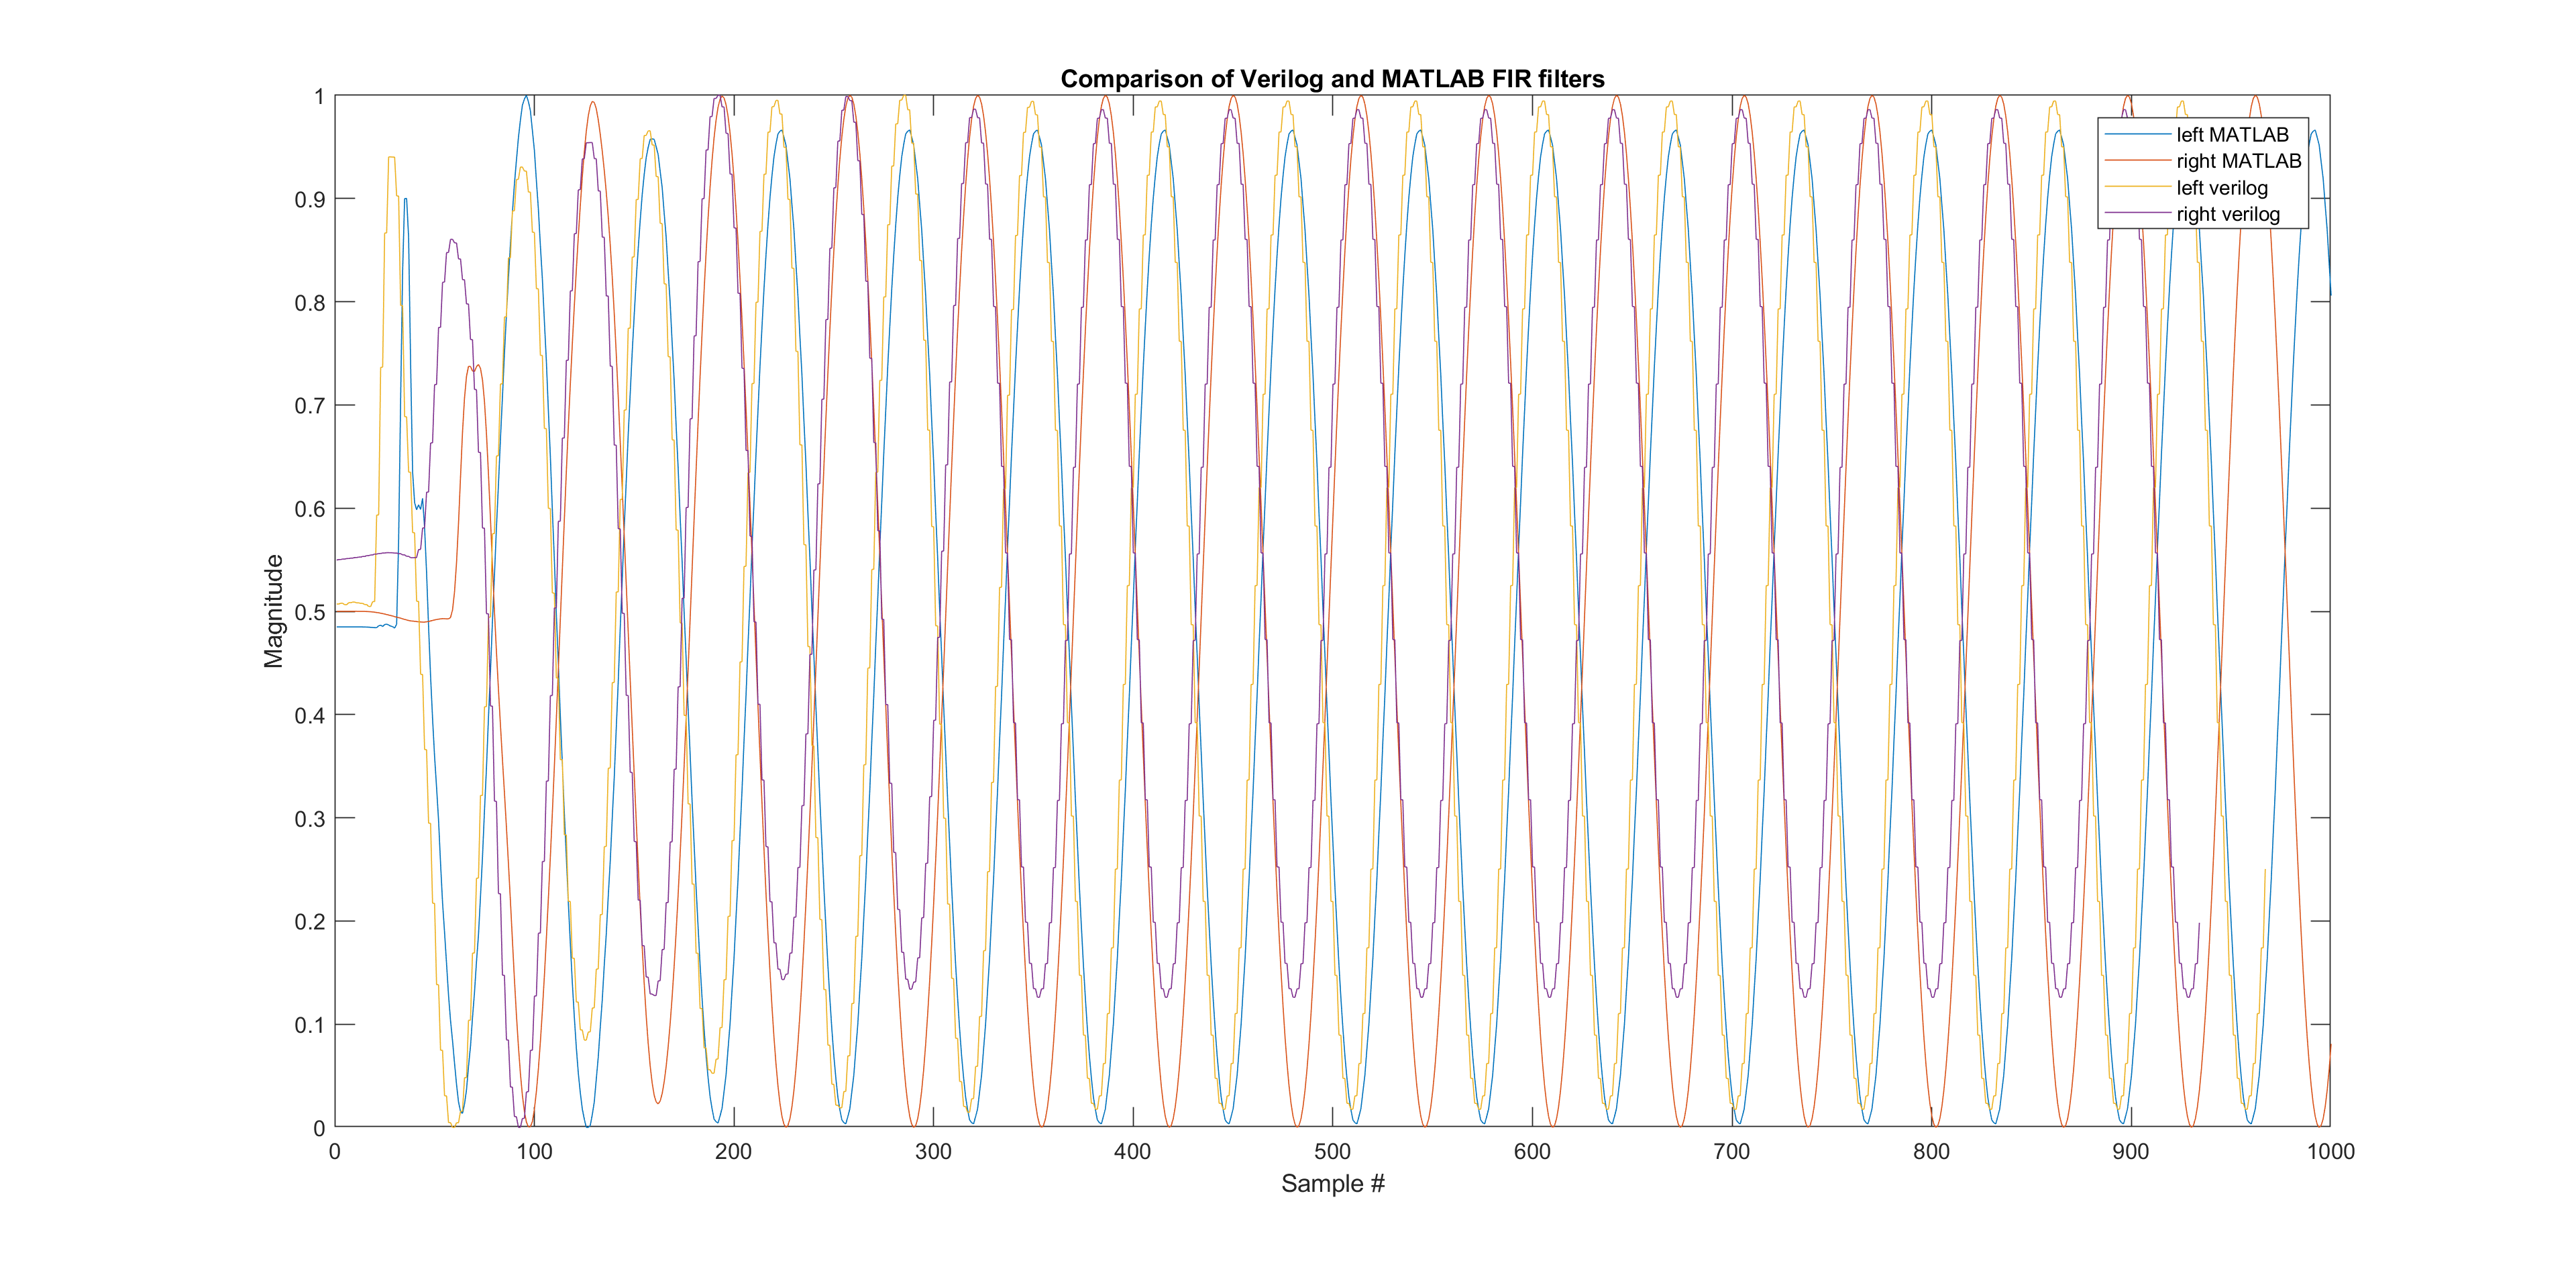 Comparison of Verilog and MATLAB FIR filters
1
0.9
0.8
0.7
0.6
0.5
0.4
0.3
0.2
0.1
0
Magnitude
left MATLAB
right MATLAB
left verilog
right verilog
0 100 200 300 400 500 600 700 800 900 1000
Sample #